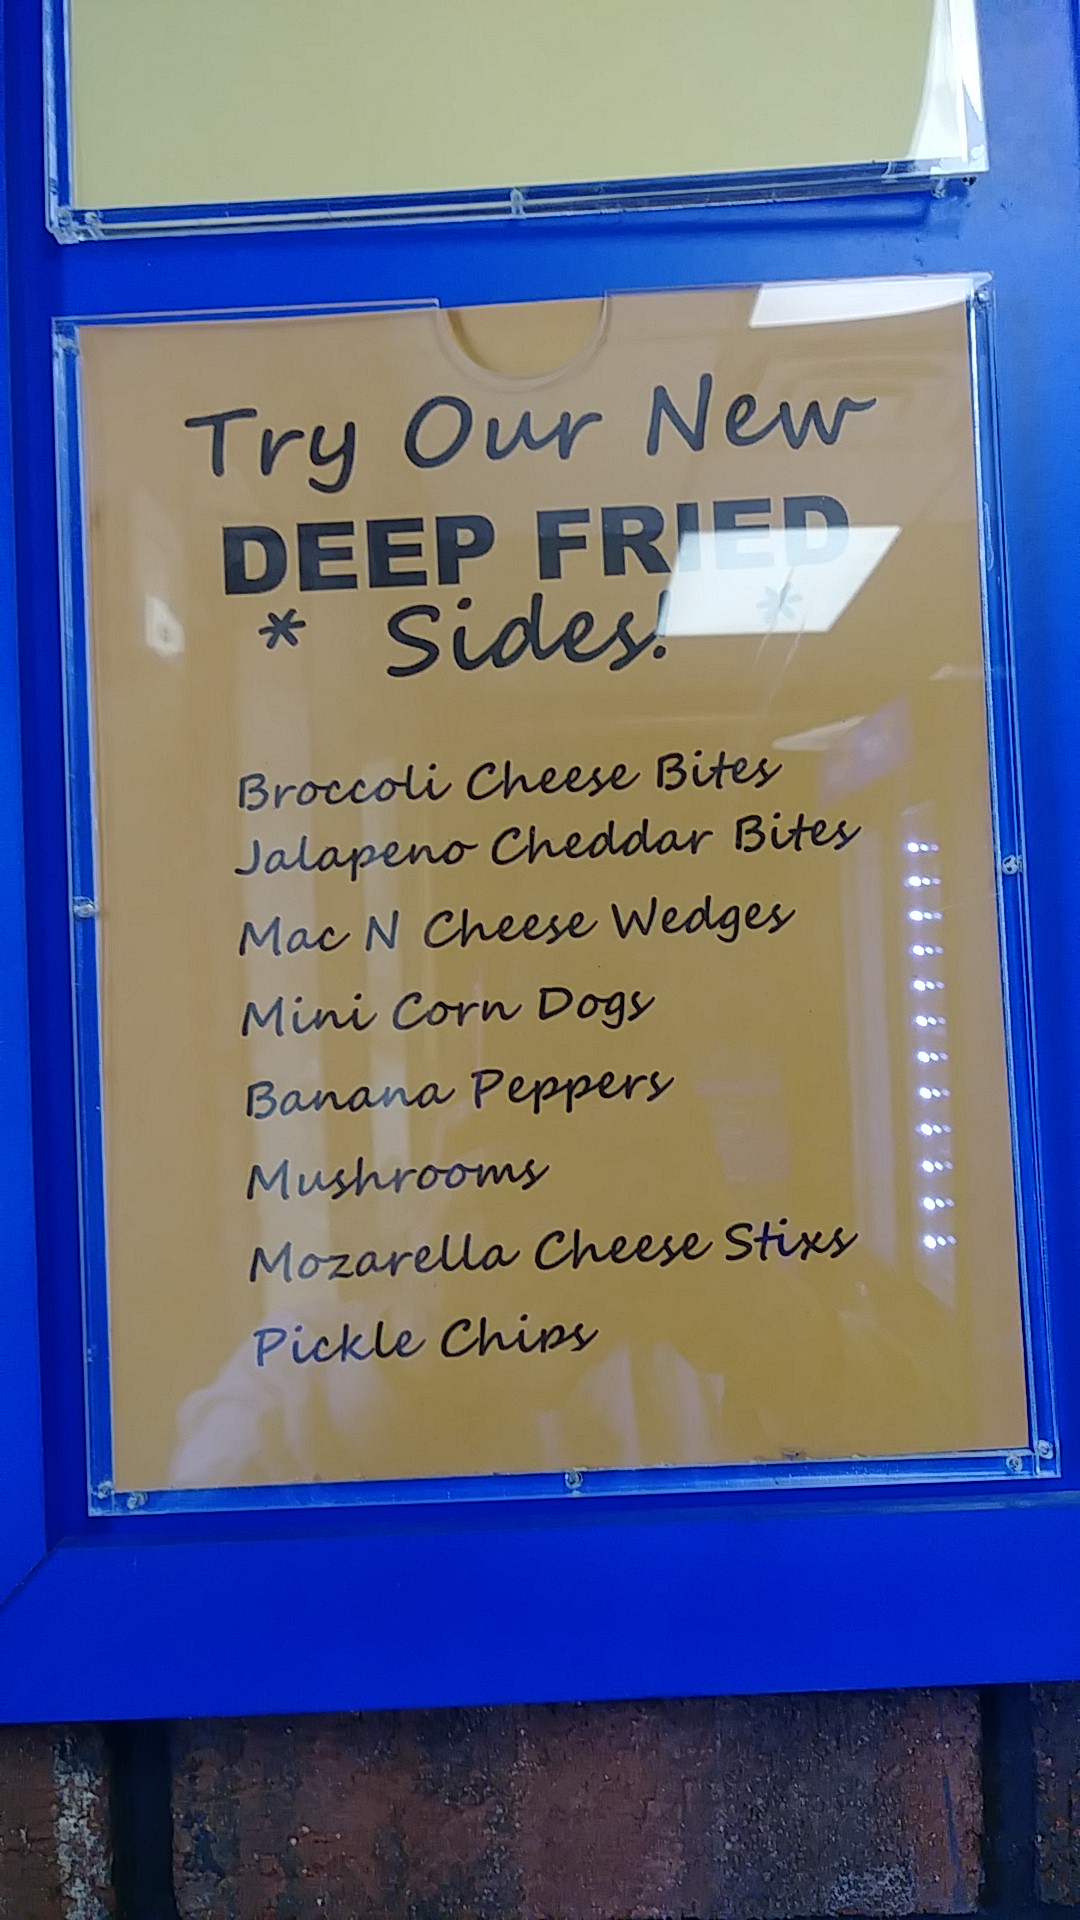 Try Our New
DEEP FRIED
* Sides! *
Broccoli Cheese Bites
Jalapeno Cheddar Bites
Mac N Cheese Wedges
Mini Corn Dogs
Banana Peppers
Mushrooms
Mozarella Cheese Stixs
Pickle Chips